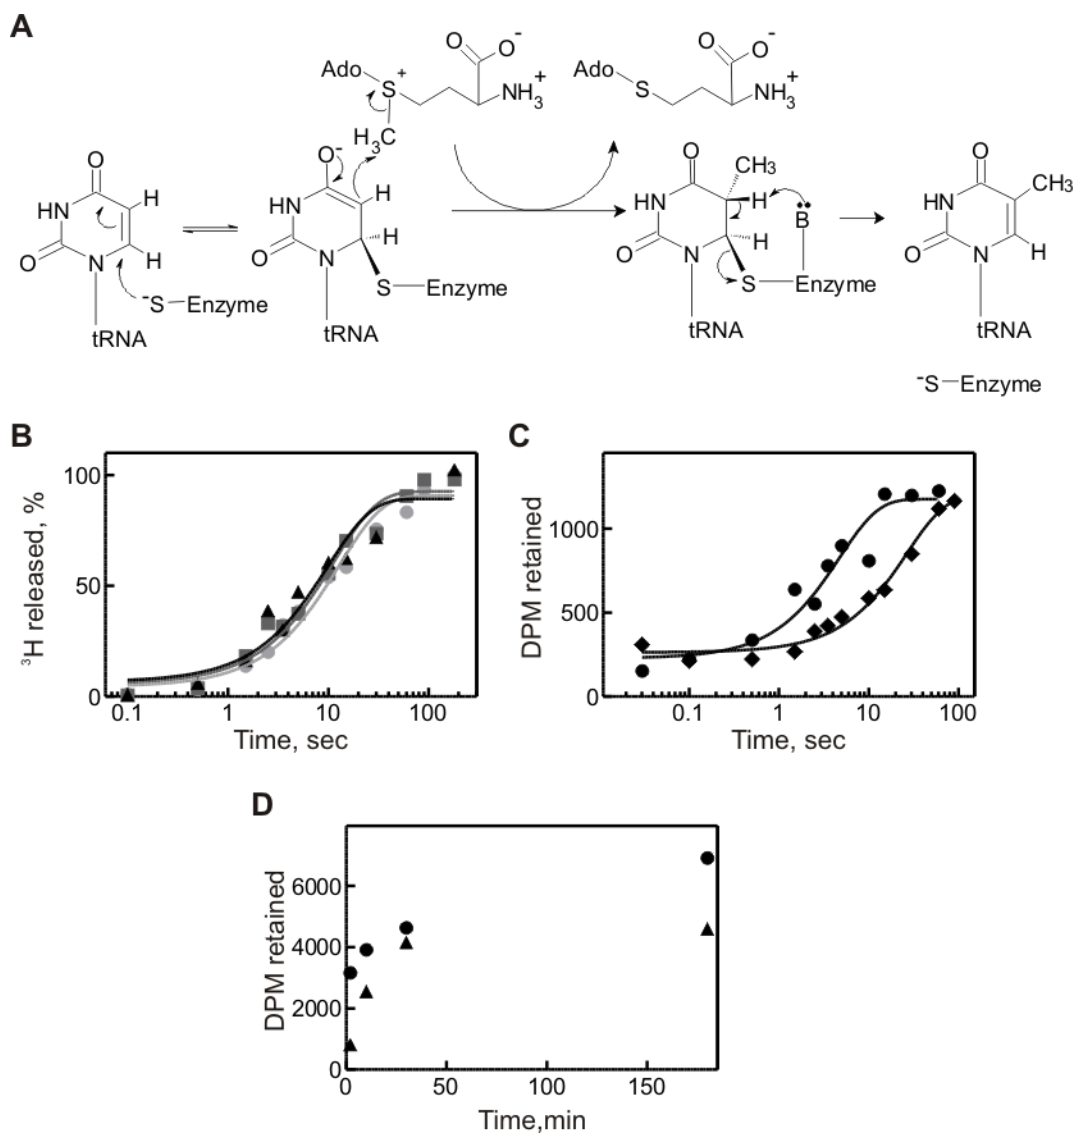 A
Ado
S
+
O
O
-
NH3
+
H3C
Ado
S
O
O
-
NH3
+
O
HN
O
N
H
H
-S
Enzyme
tRNA
O-
HN
O
N
H
H
S
Enzyme
tRNA
O
CH3
HN
H
B
O
N
H
S
Enzyme
tRNA
O
CH3
HN
O
N
H
tRNA
-S
Enzyme
B
3H released, %
100
50
0
0.1 1 10 100
Time, sec
C
DPM retained
1000
500
0
0.1 1 10 100
Time, sec
D
DPM retained
6000
4000
2000
0
0 50 100 150
Time,min